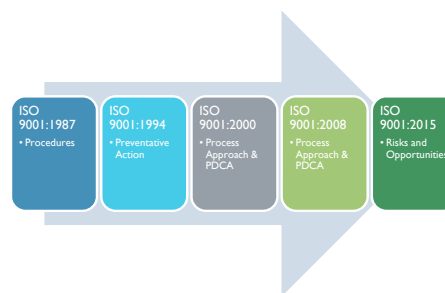 ISO
9001:1987
• Procedures
ISO
9001:1994
• Preventative
Action
ISO
9001:2000
• Process
Approach &
PDCA
ISO
9001:2008
• Process
Approach &
PDCA
ISO
9001:2015
• Risks and
Opportunities